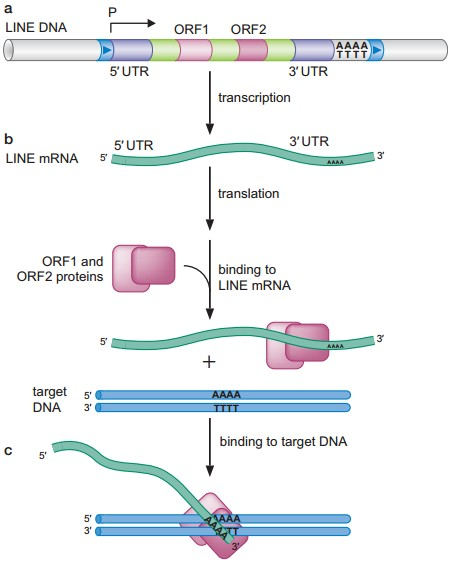 a
LINE DNA
P
ORF1 ORF2
AAAA
TTTT
5′ UTR 3′ UTR
transcription
b
LINE mRNA
5′ UTR 3′ UTR
5′ AAAA 3′
translation
ORF1 and
ORF2 proteins
binding to
LINE mRNA
5′ AAAA 3′
+
target
DNA
5′ AAAA
3′ TTTT
binding to target DNA
c
5′
5′ AAAA
3′ TT
AAAA
3′